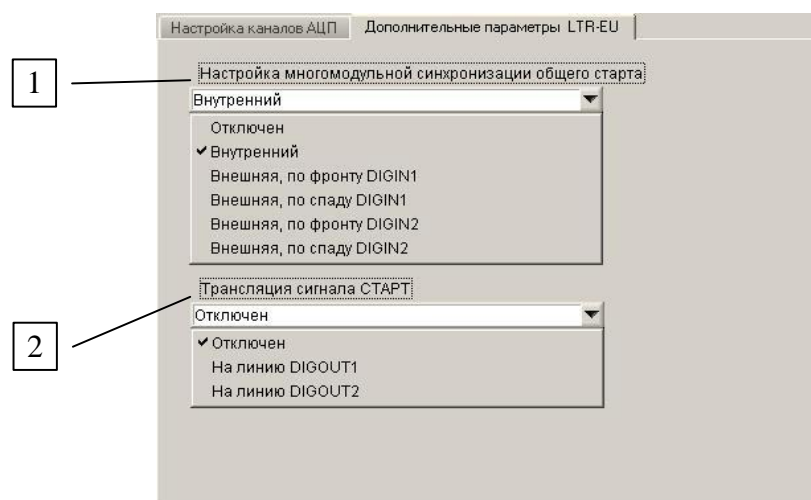 Настройка каналов АЦП
Дополнительные параметры LTR-EU
1
Настройка многомодульной синхронизации общего старта
Внутренний
Отключен
Внутренний
Внешняя, по фронту DIGIN1
Внешняя, по спаду DIGIN1
Внешняя, по фронту DIGIN2
Внешняя, по спаду DIGIN2
Трансляция сигнала СТАРТ
Отключен
2
Отключен
На линию DIGOUT1
На линию DIGOUT2